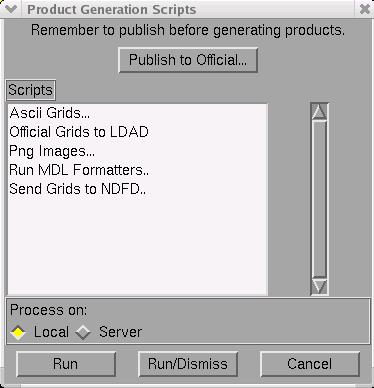 Product Generation Scripts
Remember to publish before generating products.
Publish to Official...
Scripts
Ascii Grids...
Official Grids to LDAD
Png Images...
Run MDL Formatters..
Send Grids to NDFD..
Process on:
Local Server
Run Run/Dismiss Cancel